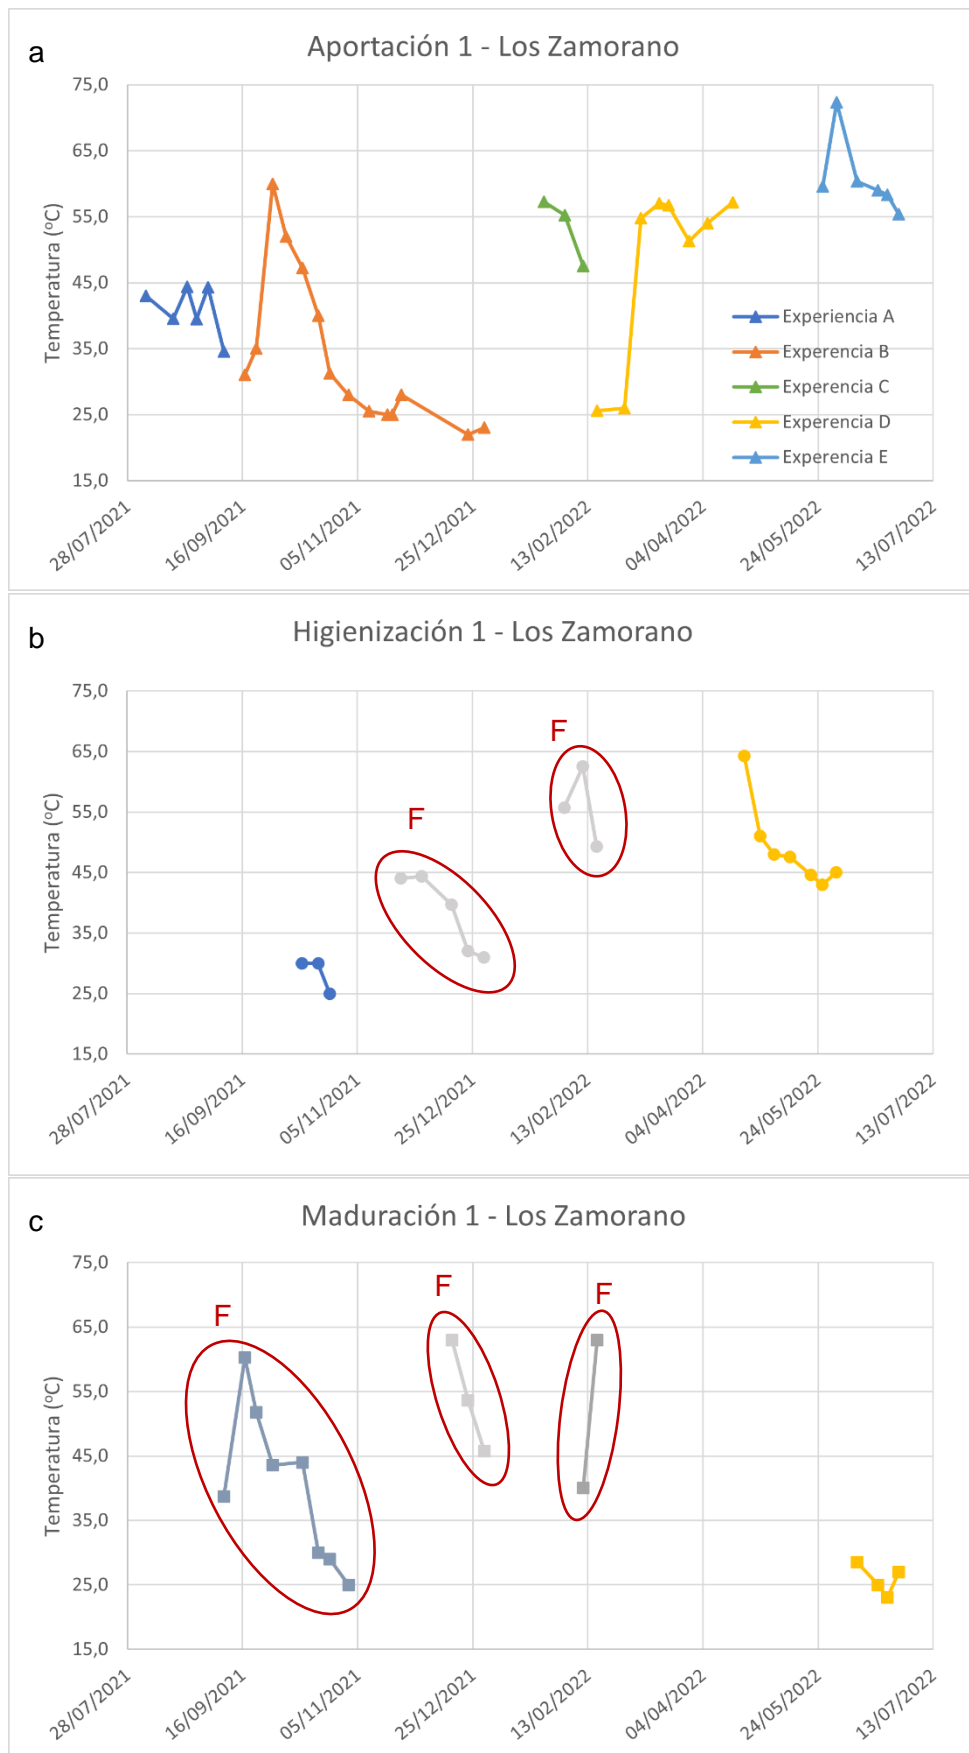 a
Aportación 1 - Los Zamorano
Temperatura (ºC)
75,0
65,0
55,0
45,0
35,0
25,0
15,0
Experiencia A
Experencia B
Experencia C
Experencia D
Experencia E
28/07/2021
16/09/2021
05/11/2021
25/12/2021
13/02/2022
04/04/2022
24/05/2022
13/07/2022
b
Higienización 1 - Los Zamorano
Temperatura (ºC)
75,0
65,0
55,0
45,0
35,0
25,0
15,0
F
F
28/07/2021
16/09/2021
05/11/2021
25/12/2021
13/02/2022
04/04/2022
24/05/2022
13/07/2022
c
Maduración 1 - Los Zamorano
Temperatura (ºC)
75,0
65,0
55,0
45,0
35,0
25,0
15,0
F
F
F
28/07/2021
16/09/2021
05/11/2021
25/12/2021
13/02/2022
04/04/2022
24/05/2022
13/07/2022